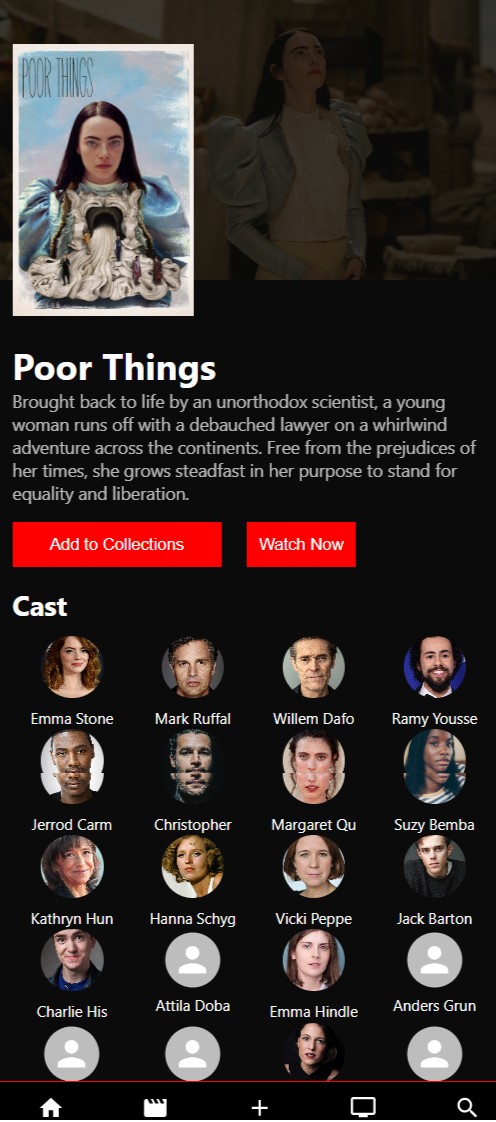 POOR THINGS
Poor Things
Brought back to life by an unorthodox scientist, a young
woman runs off with a debauched lawyer on a whirlwind
adventure across the continents. Free from the prejudices of
her times, she grows steadfast in her purpose to stand for
equality and liberation.
Add to Collections Watch Now
Cast
Emma Stone Mark Ruffal Willem Dafo Ramy Yousse
Jerrod Carm Christopher Margaret Qu Suzy Bemba
Kathryn Hun Hanna Schyg Vicki Peppe Jack Barton
Charlie His Attila Doba Emma Hindle Anders Grun